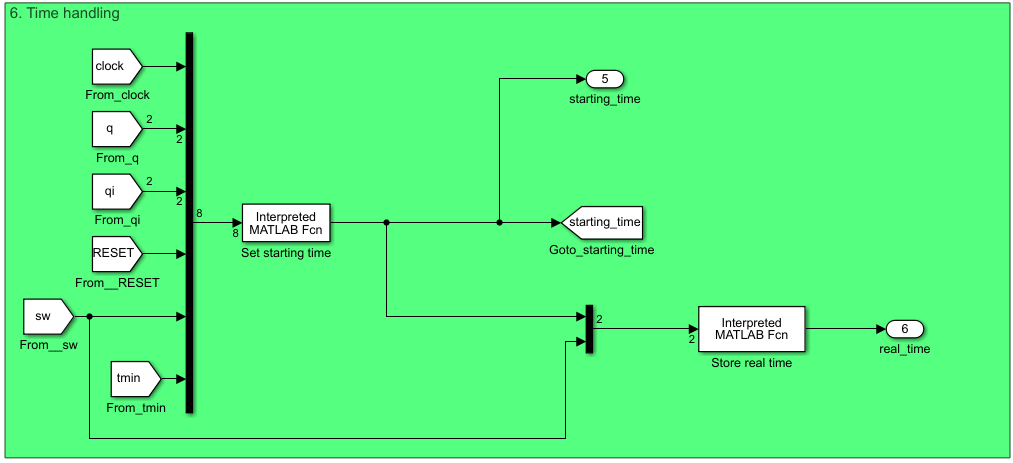 6. Time handling
clock
From_clock
q
2
2
From_q
qi
2
2
From_qi
RESET
From__RESET
sw
From__sw
tmin
From_tmin
8
8
Interpreted
MATLAB Fcn
Set starting time
5
starting_time
starting_time
Goto_starting_time
2
2
Interpreted
MATLAB Fcn
Store real time
6
real_time